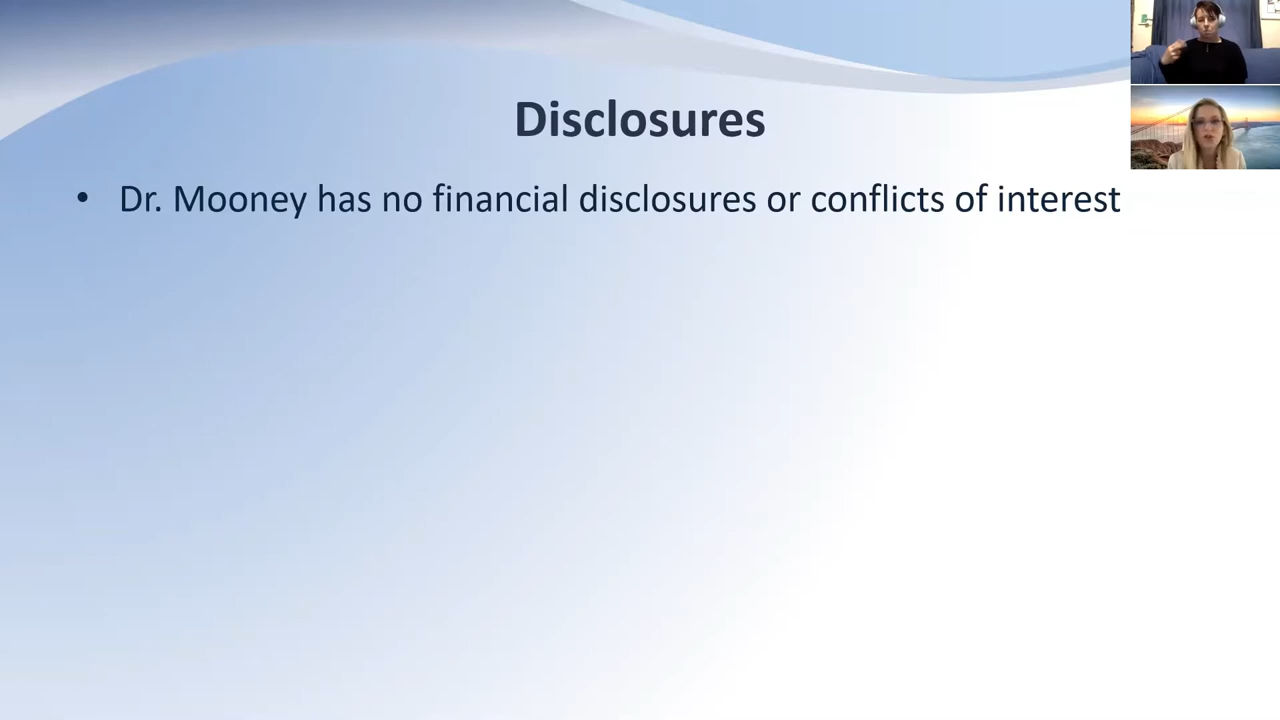 Disclosures
• Dr. Mooney has no financial disclosures or conflicts of interest